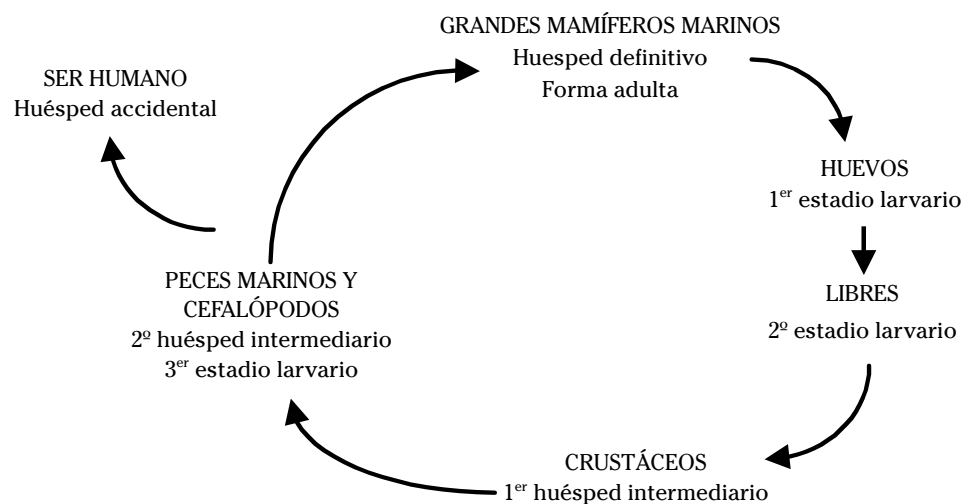 GRANDES MAMÍFEROS MARINOS
Huesped definitivo
Forma adulta
SER HUMANO
Huésped accidental
HUEVOS
1er estadio larvario
LIBRES
2º estadio larvario
CRUSTÁCEOS
1er huésped intermediario
PECES MARINOS Y
CEFALÓPODOS
2º huésped intermediario
3er estadio larvario